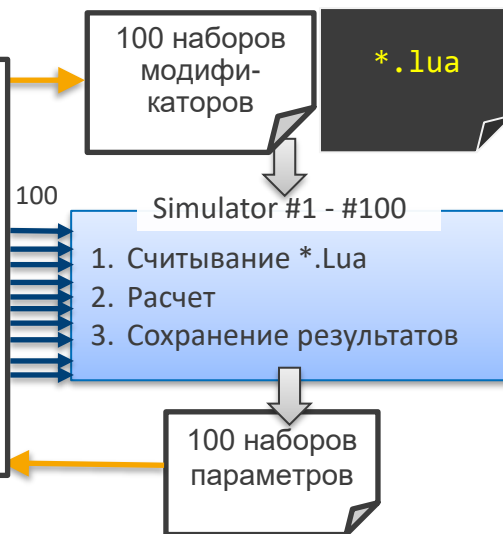 100 наборов
модифи-
каторов
*.lua
100
Simulator #1 - #100
1. Считывание *.Lua
2. Расчет
3. Сохранение результатов
100 наборов
параметров